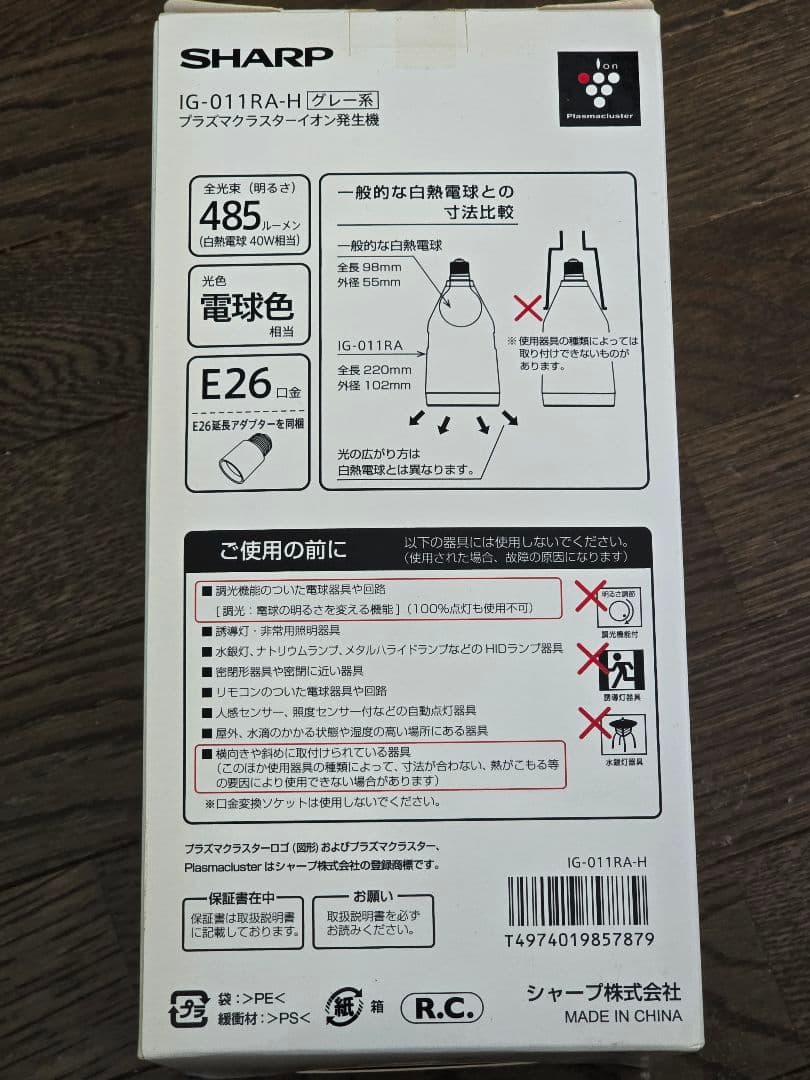 SHARP
ion
Plasmacluster
IG-011RA-H グレー系
プラズマクラスターイオン発生機
全光束（明るさ）
485ルーメン
(白熱電球 40W相当)
光色
電球色
相当
E26口金
E26延長アダプターを同梱
一般的な白熱電球との
寸法比較
一般的な白熱電球
全長 98mm
外径 55mm
IG-011RA
全長 220mm
外径 102mm
※ 使用器具の種類によっては
取り付けできないものが
あります。
光の広がり方は
白熱電球とは異なります。
ご使用の前に
以下の器具には使用しないでください。
（使用された場合、故障の原因になります）
■ 調光機能のついた電球器具や回路
［調光：電球の明るさを変える機能］（100%点灯も使用不可）
■ 誘導灯・非常用照明器具
■ 水銀灯、ナトリウムランプ、メタルハライドランプなどの HIDランプ器具
■ 密閉形器具や密閉に近い器具
■ リモコンのついた電球器具や回路
■ 人感センサー、照度センサー付などの自動点灯器具
■ 屋外、水滴のかかる状態や湿度の高い場所にある器具
■ 横向きや斜めに取付けられている器具
（このほか使用器具の種類によって、寸法が合わない、熱がこもる等
の要因により使用できない場合があります）
※口金変換ソケットは使用しないでください。
明るさ調節
調光機能付
誘導灯器具
水銀灯器具
プラズマクラスターロゴ (図形) およびプラズマクラスター、
Plasmacluster はシャープ株式会社の登録商標です。
保証書在中
保証書は取扱説明書
に記載しております。
お願い
取扱説明書を必ず
お読みください。
IG-011RA-H
T4974019857879
プラ
袋：>PE<
緩衝材：>PS<
紙
箱
R.C.
シャープ株式会社
MADE IN CHINA